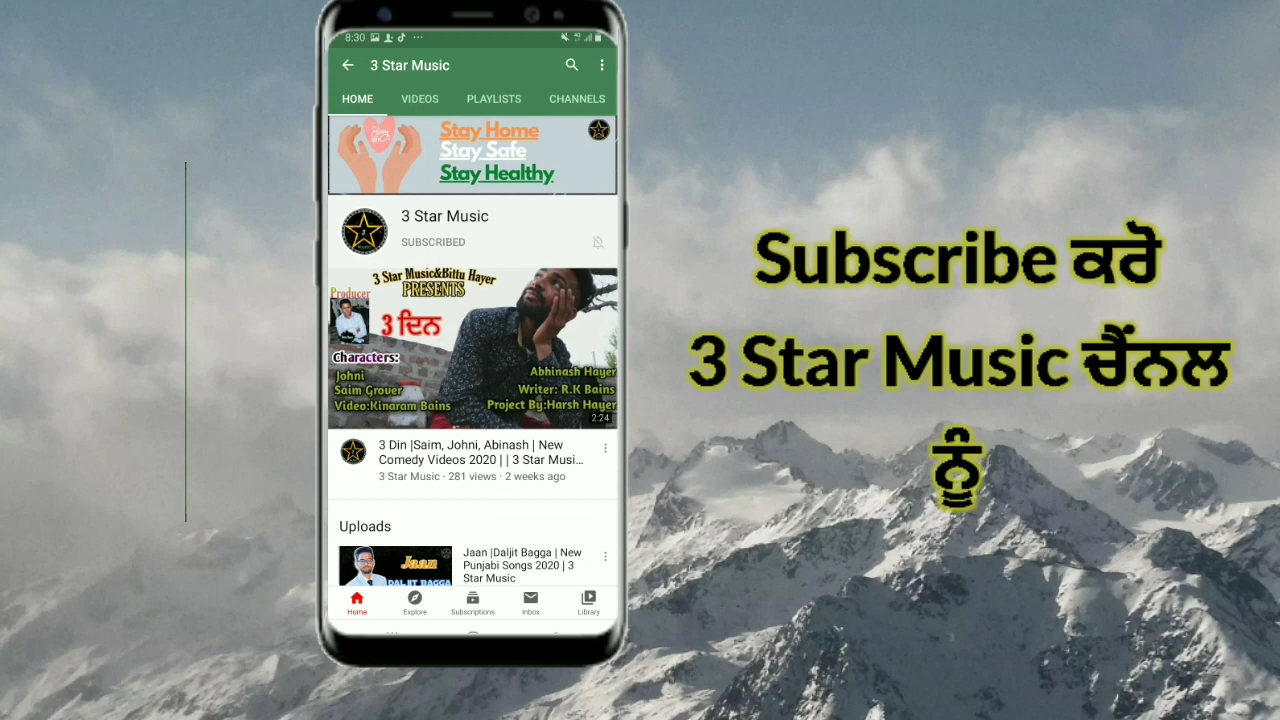 8:30
3 Star Music
HOME VIDEOS PLAYLISTS CHANNELS
Stay Home
Stay Safe
Stay Healthy
3 Star Music
SUBSCRIBED
3 Star Music&Bittu Hayer
PRESENTS
Producer
3 ਦਿਨ
Characters:
Johni
Saim Grover
Video:Kinaram Bains
Abhinash Hayer
Writer: R.K Bains
Project By:Harsh Hayer
2:24
3 Din |Saim, Johni, Abinash | New
Comedy Videos 2020 | | 3 Star Musi...
3 Star Music · 281 views · 2 weeks ago
Uploads
Jaan
DALJIT BAGGA
Jaan |Daljit Bagga | New
Punjabi Songs 2020 | 3
Star Music
Home Explore Subscriptions Inbox Library
Subscribe ਕਰੋ
3 Star Music ਚੈਂਨਲ
ਨੂੰ